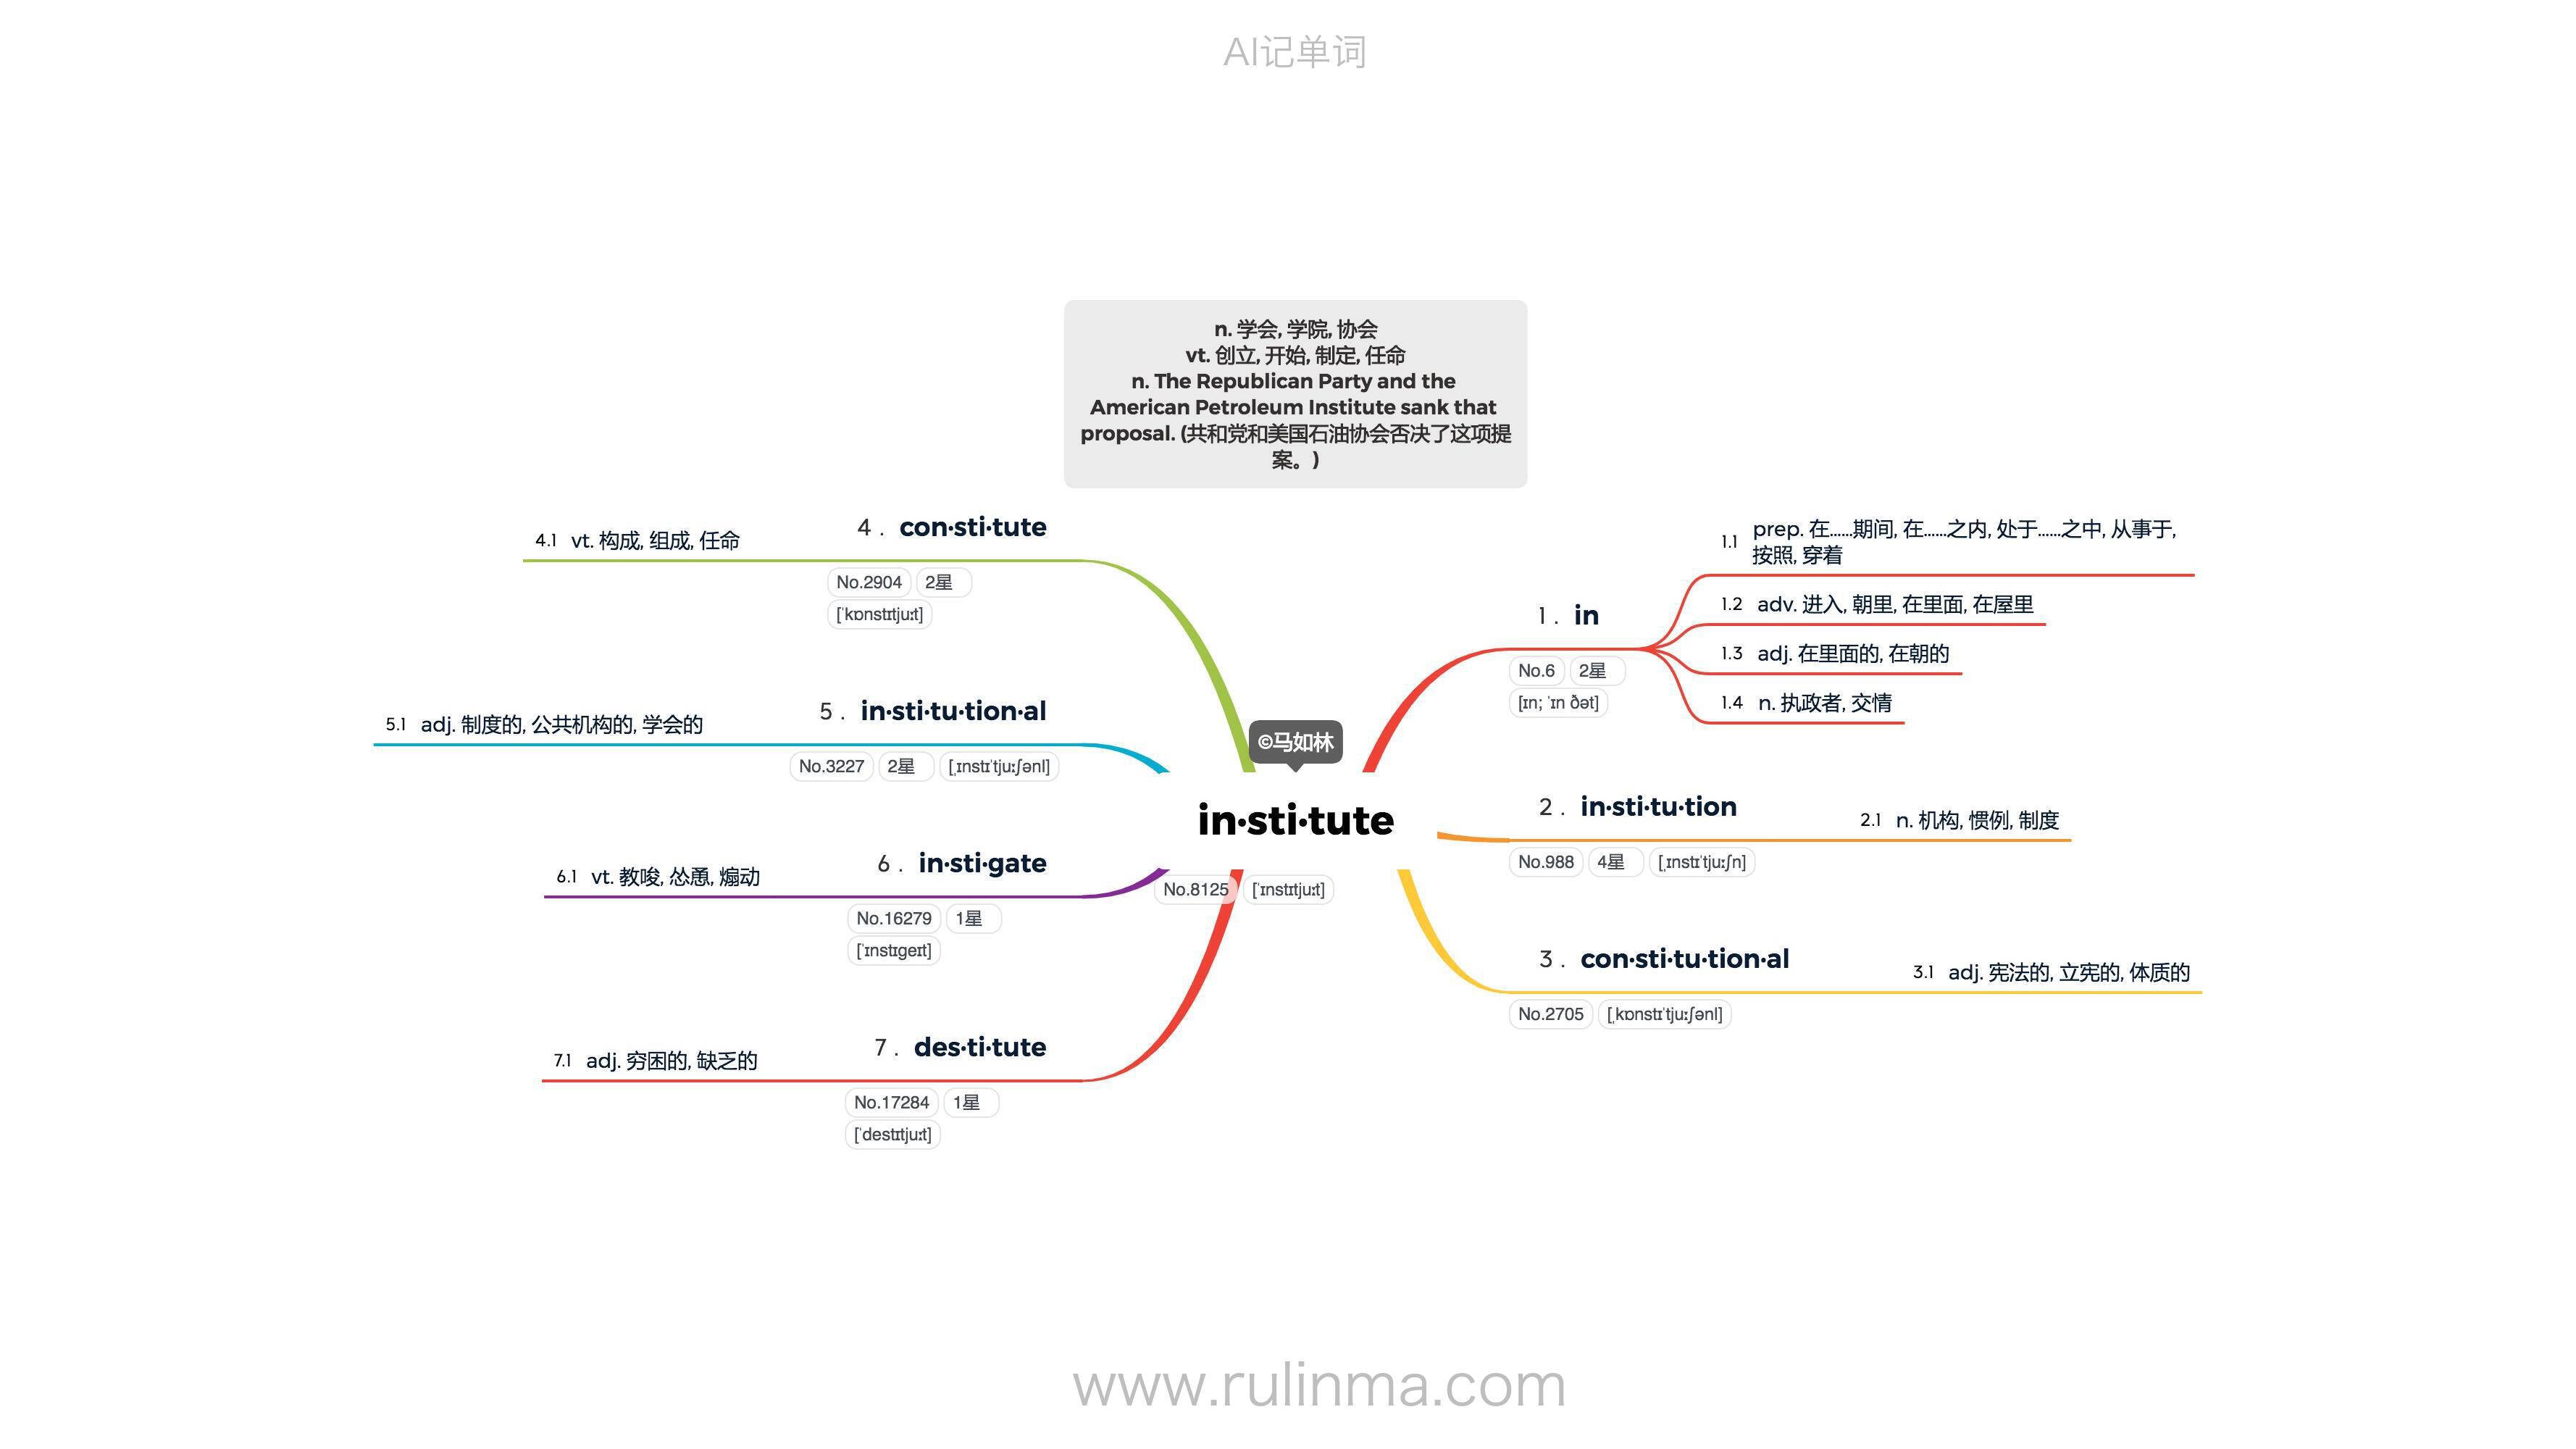 AI记单词
n. 学会, 学院, 协会
vt. 创立, 开始, 制定, 任命
n. The Republican Party and the
American Petroleum Institute sank that
proposal. (共和党和美国石油协会否决了这项提
案。)
©马如林
in·sti·tute
No.8125 [ˈɪnstɪtjuːt]
1 . in
No.6 2星
[ɪn; ˈɪn ðət]
1.1 prep. 在……期间, 在……之内, 处于……之中, 从事于,
按照, 穿着
1.2 adv. 进入, 朝里, 在里面, 在屋里
1.3 adj. 在里面的, 在朝的
1.4 n. 执政者, 交情
2 . in·sti·tu·tion
No.988 4星 [ˌɪnstɪˈtjuːʃn]
2.1 n. 机构, 惯例, 制度
3 . con·sti·tu·tion·al
No.2705 [ˌkɒnstɪˈtjuːʃənl]
3.1 adj. 宪法的, 立宪的, 体质的
4 . con·sti·tute
No.2904 2星
[ˈkɒnstɪtjuːt]
4.1 vt. 构成, 组成, 任命
5 . in·sti·tu·tion·al
No.3227 2星 [ˌɪnstɪˈtjuːʃənl]
5.1 adj. 制度的, 公共机构的, 学会的
6 . in·sti·gate
No.16279 1星
[ˈɪnstɪɡeɪt]
6.1 vt. 教唆, 怂恿, 煽动
7 . des·ti·tute
No.17284 1星
[ˈdestɪtjuːt]
7.1 adj. 穷困的, 缺乏的
www.rulinma.com